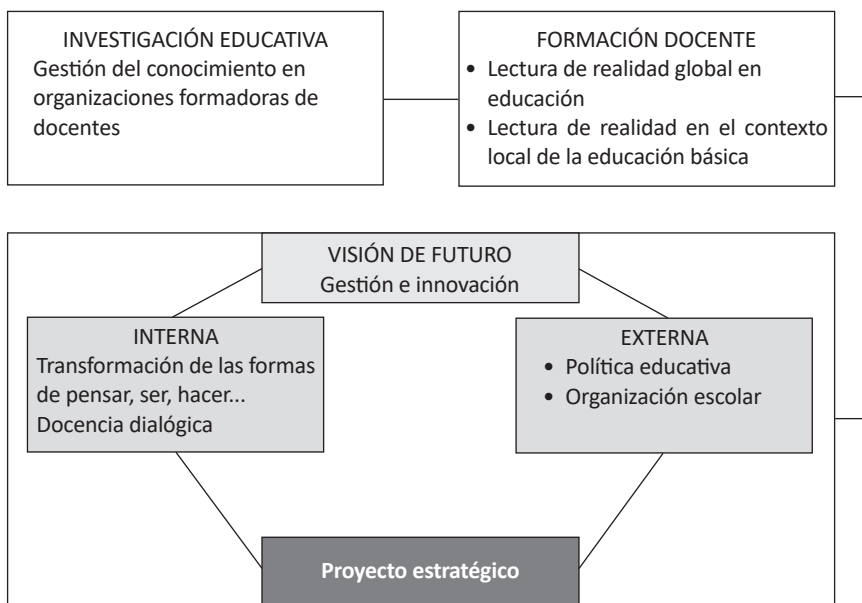 INVESTIGACIÓN EDUCATIVA
Gestión del conocimiento en
organizaciones formadoras de
docentes
FORMACIÓN DOCENTE
• Lectura de realidad global en
educación
• Lectura de realidad en el contexto
local de la educación básica
VISIÓN DE FUTURO
Gestión e innovación
INTERNA
Transformación de las formas
de pensar, ser, hacer...
Docencia dialógica
EXTERNA
• Política educativa
• Organización escolar
Proyecto estratégico